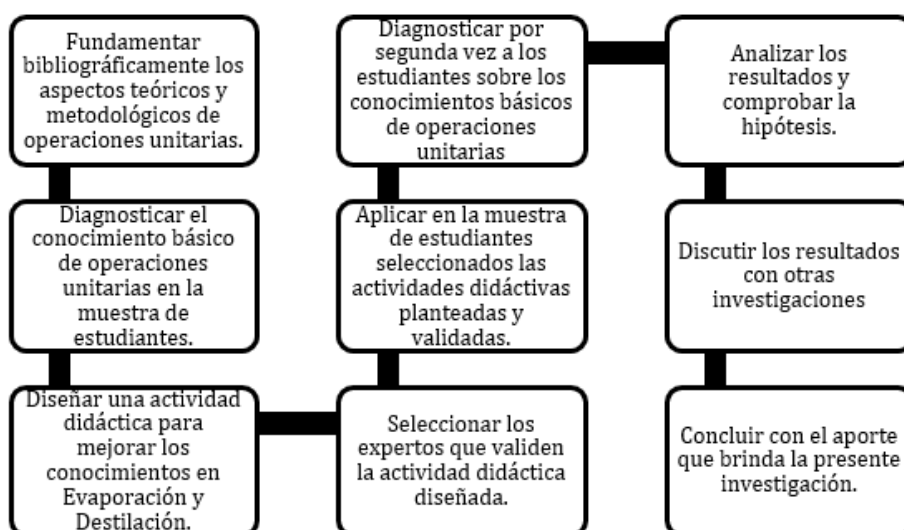 Fundamentar
bibliográficamente los
aspectos teóricos y
metodológicos de
operaciones unitarias.
Diagnosticar el
conocimiento básico
de operaciones
unitarias en la
muestra de
estudiantes.
Diseñar una actividad
didáctica para
mejorar los
conocimientos en
Evaporación y
Destilación.
Seleccionar los
expertos que validen
la actividad didáctica
diseñada.
Aplicar en la muestra
de estudiantes
seleccionados las
actividades didáctivas
planteadas y
validadas.
Diagnosticar por
segunda vez a los
estudiantes sobre los
conocimientos básicos
de operaciones
unitarias
Analizar los
resultados y
comprobar la
hipótesis.
Discutir los resultados
con otras
investigaciones
Concluir con el aporte
que brinda la presente
investigación.